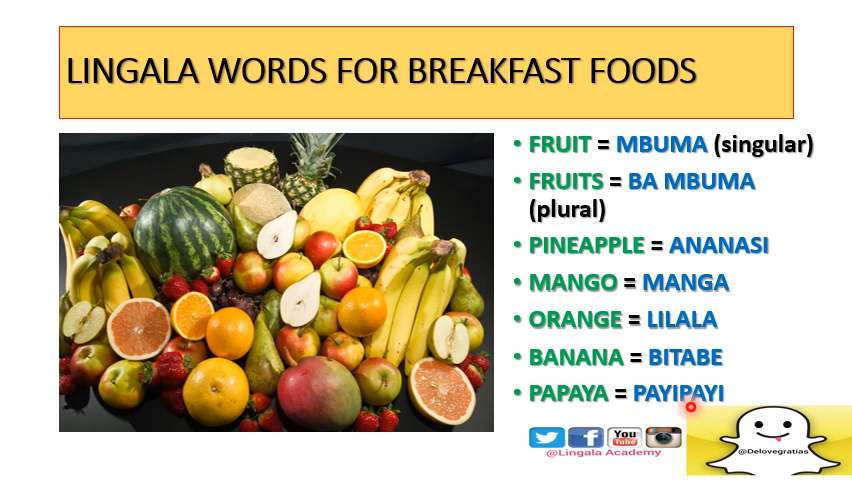 LINGALA WORDS FOR BREAKFAST FOODS
• FRUIT = MBUMA (singular)
• FRUITS = BA MBUMA
(plural)
• PINEAPPLE = ANANASI
• MANGO = MANGA
• ORANGE = LILALA
• BANANA = BITABE
• PAPAYA = PAYIPAYI
You
Tube
@Lingala Academy
@Delovegratias